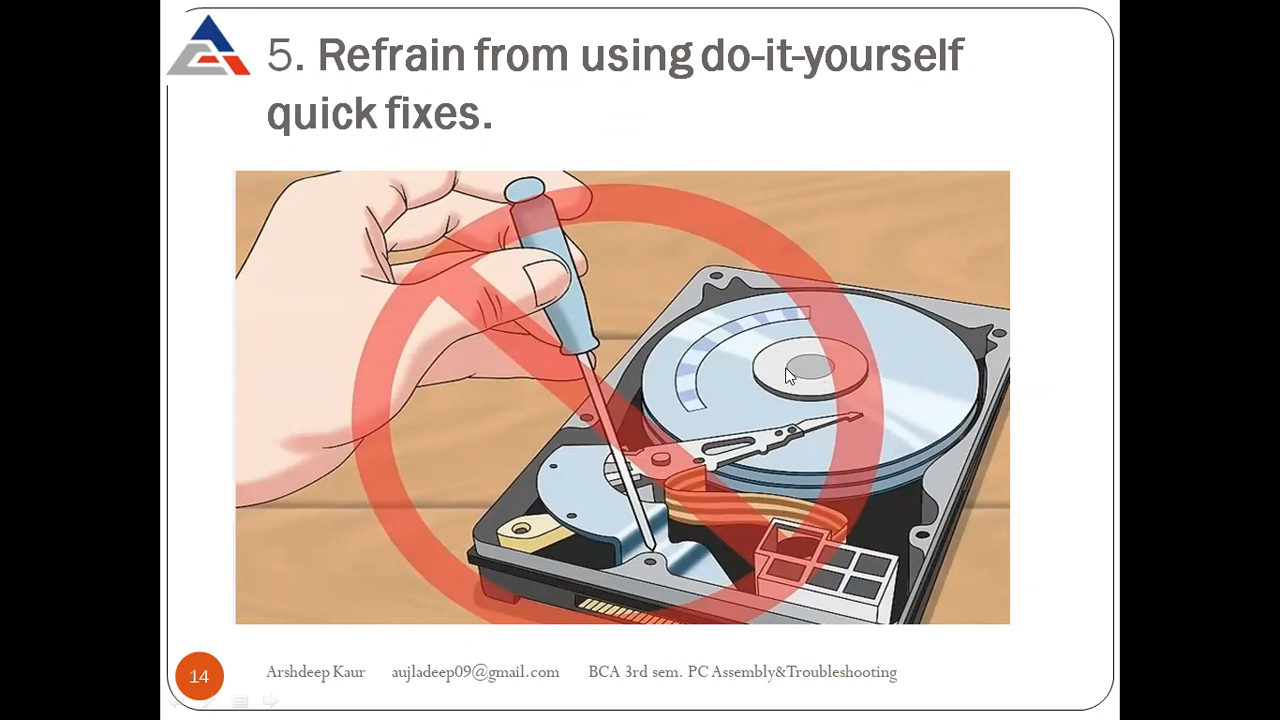 5. Refrain from using do-it-yourself
quick fixes.
14
Arshdeep Kaur aujladeep09@gmail.com BCA 3rd sem. PC Assembly&Troubleshooting